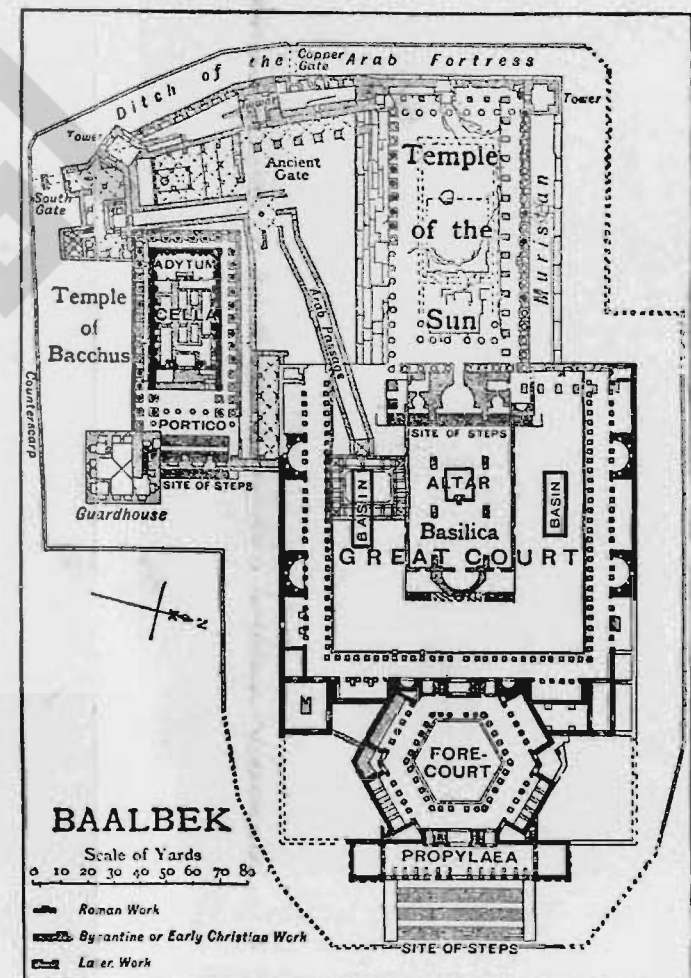 Ditch of the Copper Gate Arab Fortress
Tower
Tower
South Gate
Ancient Gate
Temple of the Sun
Muristan
ADYTUM
CELLA
Temple of Bacchus
Arab Passage
Counterscarp
PORTICO
SITE OF STEPS
SITE OF STEPS
Guardhouse
BASIN
ALTAR
BASIN
Basilica
GREAT COURT
N
FORE-
COURT
BAALBEK
Scale of Yards
0 10 20 30 40 50 60 70 80
PROPYLAEA
Roman Work
Byzantine or Early Christian Work
Later Work
SITE OF STEPS